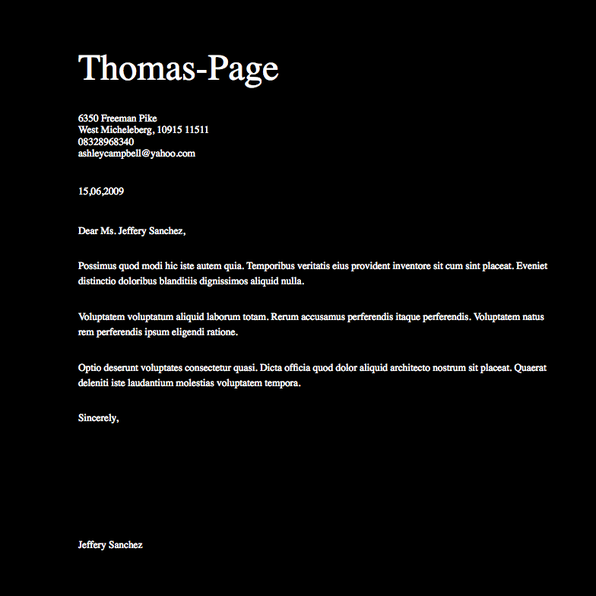 Thomas-Page
6350 Freeman Pike
West Micheleberg, 10915 11511
08328968340
ashleycampbell@yahoo.com
15,06,2009
Dear Ms. Jeffery Sanchez,
Possimus quod modi hic iste autem quia. Temporibus veritatis eius provident inventore sit cum sint placeat. Eveniet
distinctio doloribus blanditiis dignissimos aliquid nulla.
Voluptatem voluptatum aliquid laborum totam. Rerum accusamus perferendis itaque perferendis. Voluptatem natus
rem perferendis ipsum eligendi ratione.
Optio deserunt voluptates consectetur quasi. Dicta officia quod dolor aliquid architecto nostrum sit placeat. Quaerat
deleniti iste laudantium molestias voluptatem tempora.
Sincerely,
Jeffery Sanchez